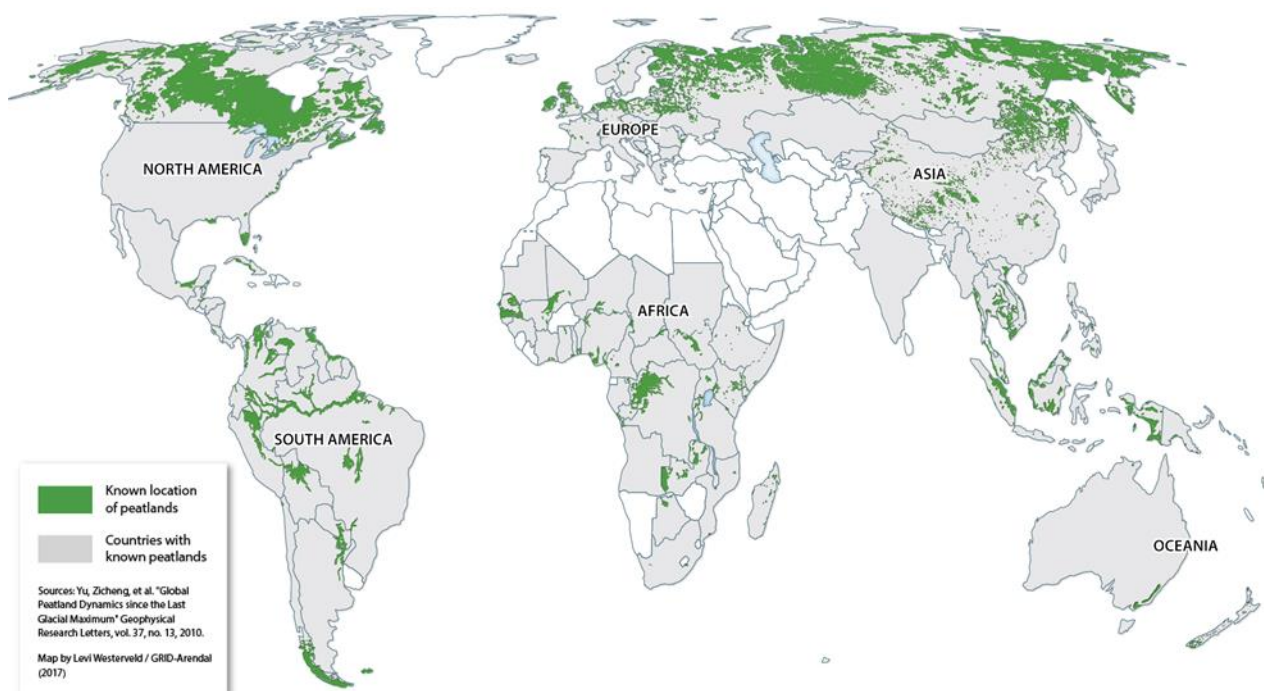 NORTH AMERICA
EUROPE
ASIA
AFRICA
SOUTH AMERICA
OCEANIA
Known location
of peatlands
Countries with
known peatlands
Sources: Yu, Zicheng, et al. "Global
Peatland Dynamics since the Last
Glacial Maximum" Geophysical
Research Letters, vol. 37, no. 13, 2010.
Map by Levi Westerveld / GRID-Arendal
(2017)